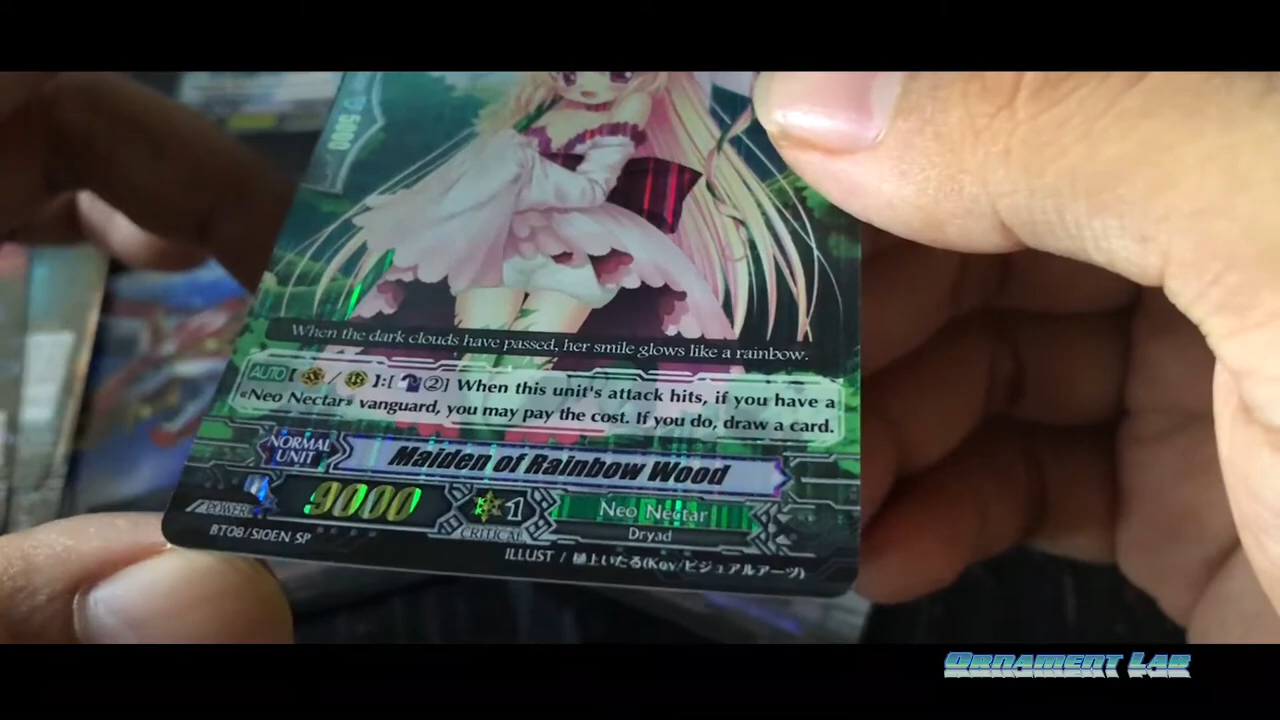 5000
When the dark clouds have passed, her smile glows like a rainbow.
AUTO [ / ]:[ ②] When this unit's attack hits, if you have a
«Neo Nectar» vanguard, you may pay the cost. If you do, draw a card.
NORMAL
UNIT
Maiden of Rainbow Wood
POWER
9000
1
CRITICAL
Neo Nectar
Dryad
BT08/S10EN SP
ILLUST / 樋上いたる(Key/ビジュアルアーツ)
ORNAMENT LAB